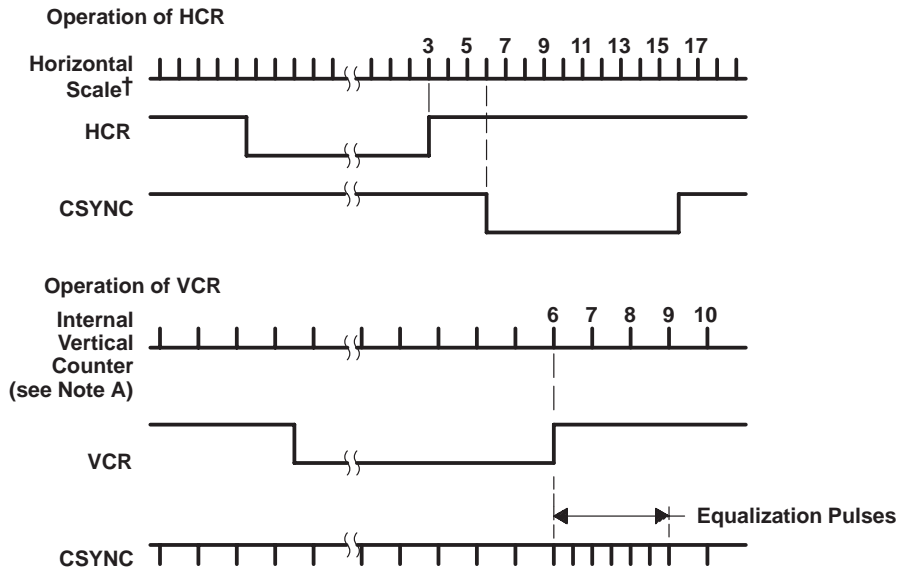 Operation of HCR
3 5 7 9 11 13 15 17
Horizontal
Scale†
HCR
CSYNC
Operation of VCR
6 7 8 9 10
Internal
Vertical
Counter
(see Note A)
VCR
Equalization Pulses
CSYNC